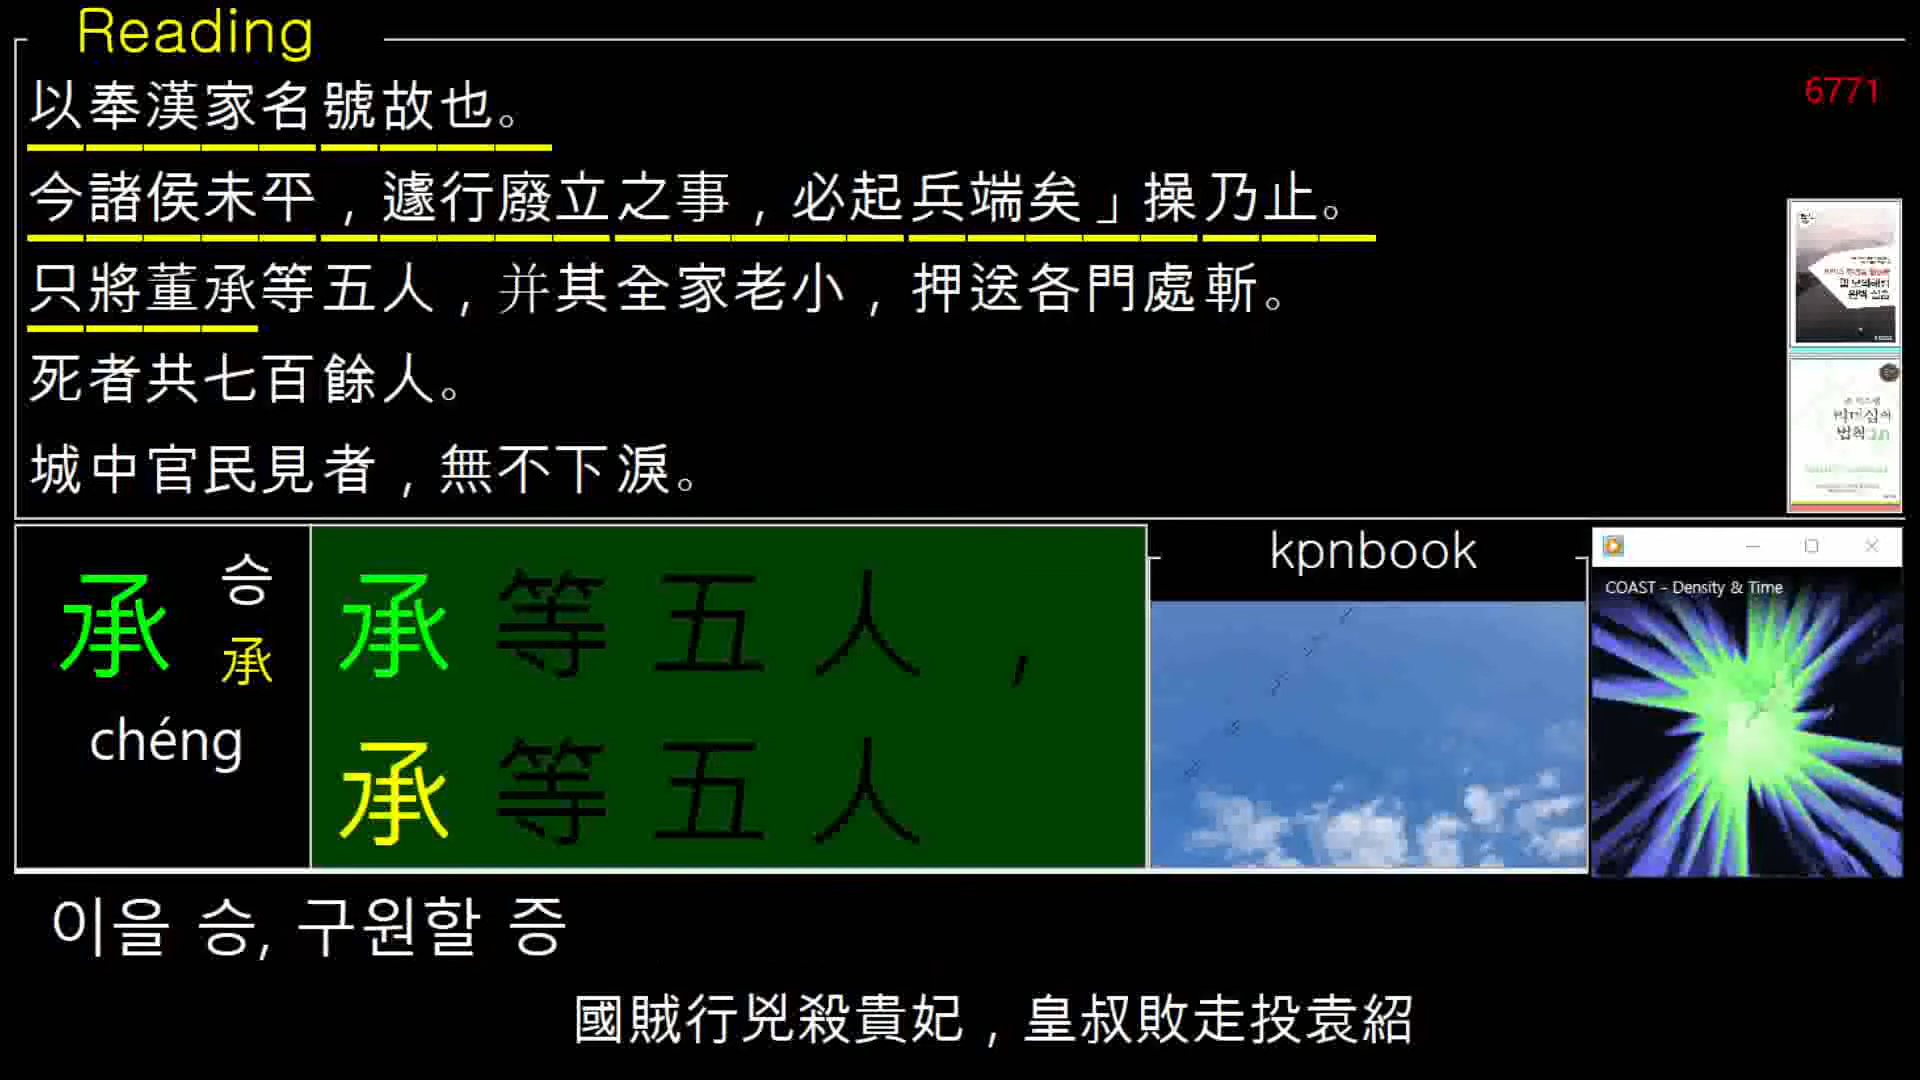 Reading
以奉漢家名號故也。
6771
今諸侯未平，遽行廢立之事，必起兵端矣」操乃止。
只將董承等五人，并其全家老小，押送各門處斬。
死者共七百餘人。
城中官民見者，無不下淚。
承 승
承
chéng
承等五人，
承等五人
kpnbook
COAST - Density & Time
이을 승, 구원할 증
國賊行兇殺貴妃，皇叔敗走投袁紹